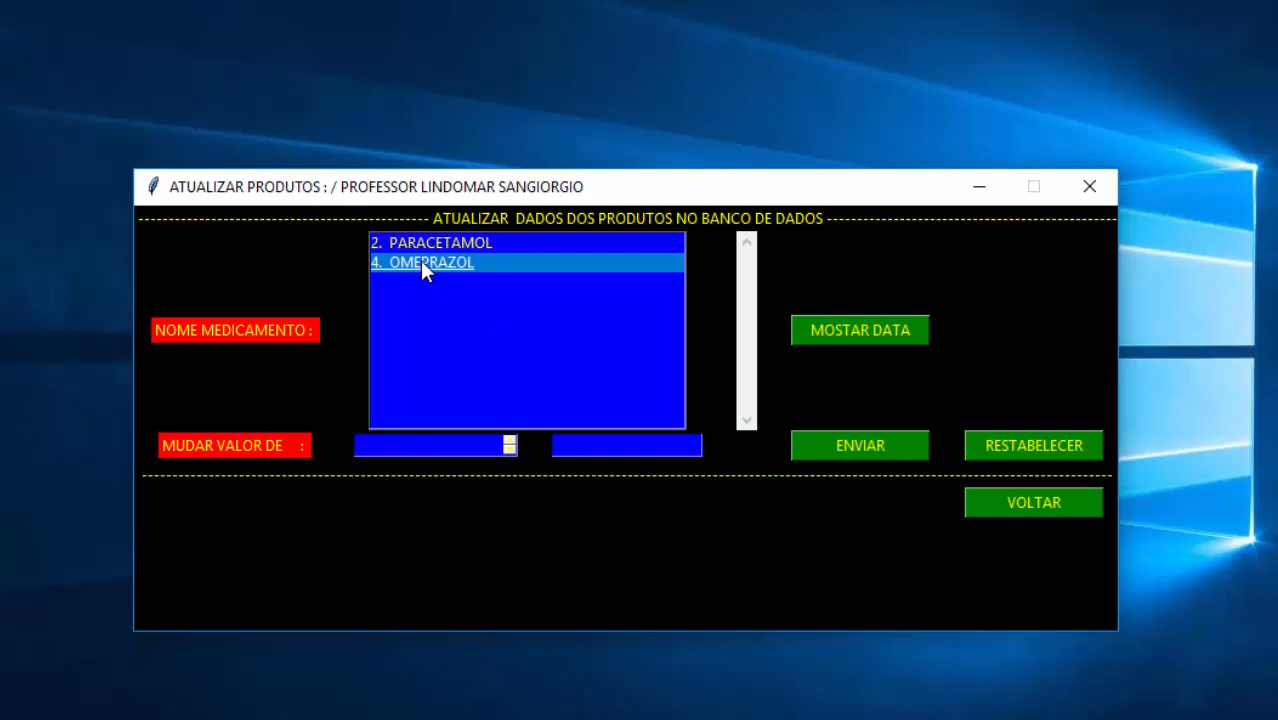 ATUALIZAR PRODUTOS : / PROFESSOR LINDOMAR SANGIORGIO
------------------------------------------------ ATUALIZAR  DADOS DOS PRODUTOS NO BANCO DE DADOS ------------------------------------------------
2.  PARACETAMOL
4.  OMEPRAZOL
NOME MEDICAMENTO :
MOSTAR DATA
MUDAR VALOR DE    :
ENVIAR
RESTABELECER
VOLTAR